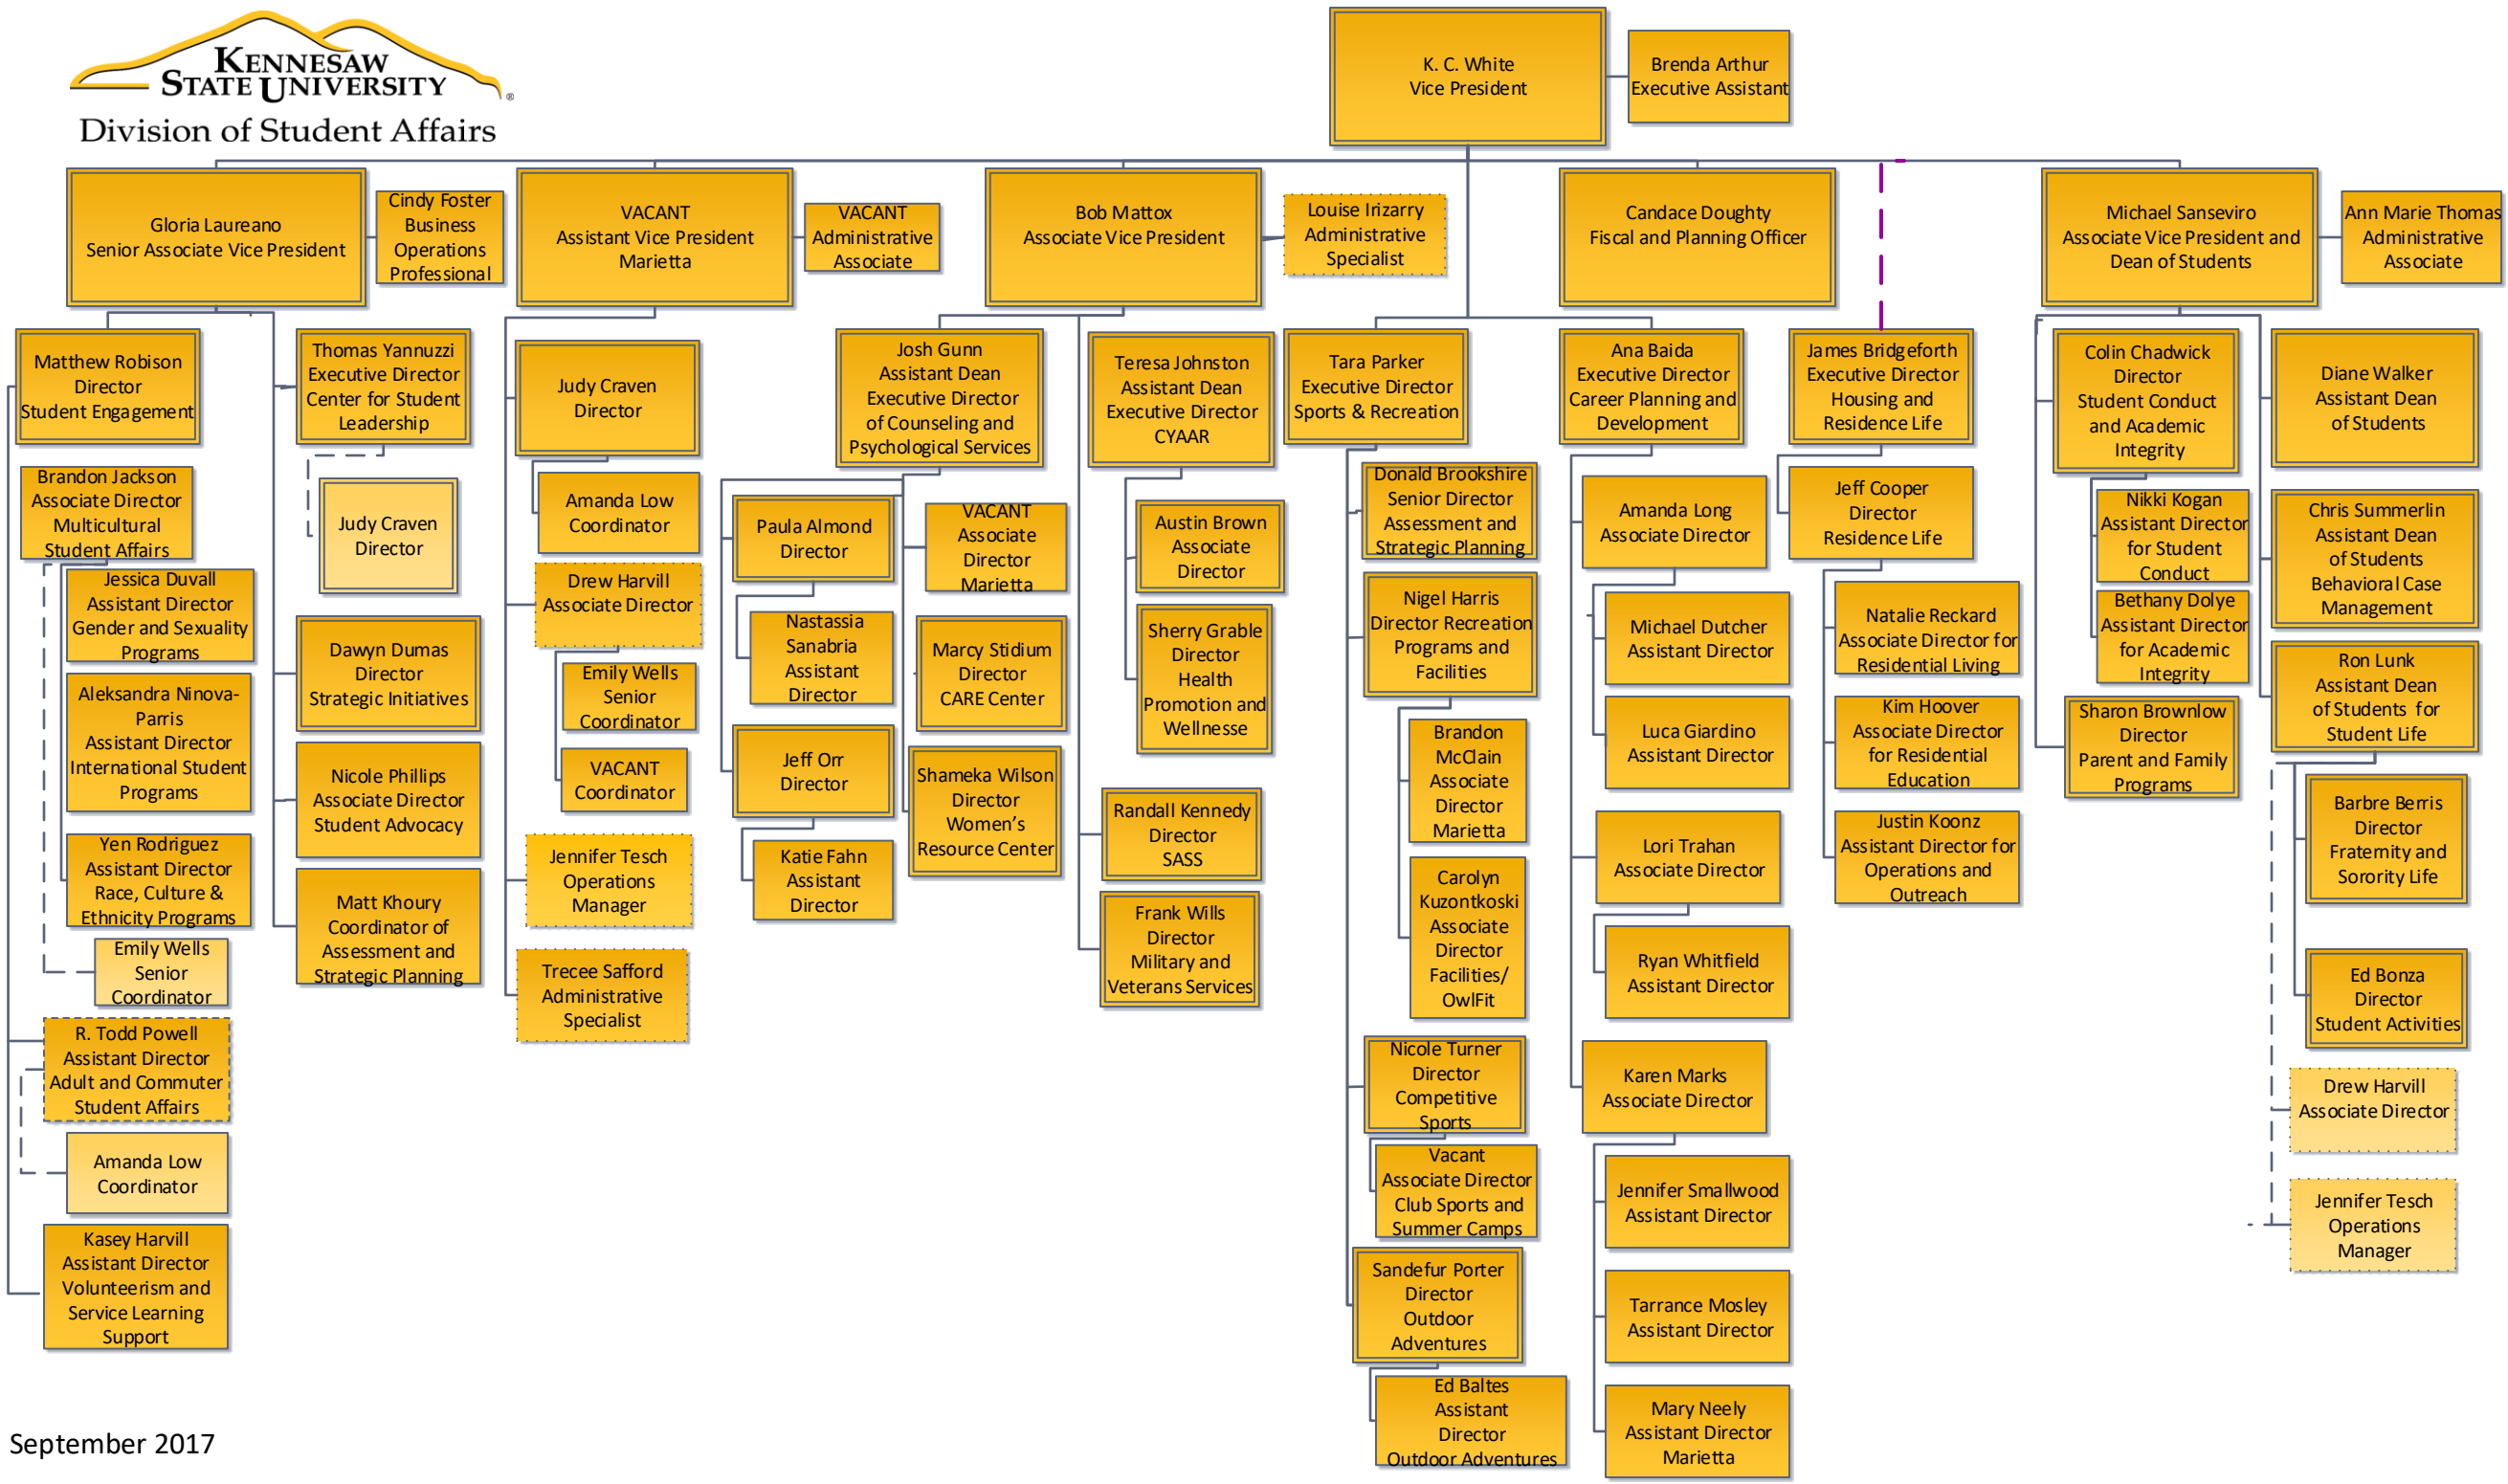 KENNESAW
STATE UNIVERSITY
®
Division of Student Affairs
K. C. White
Vice President
Brenda Arthur
Executive Assistant
Gloria Laureano
Senior Associate Vice President
Cindy Foster
Business
Operations
Professional
VACANT
Assistant Vice President
Marietta
VACANT
Administrative
Associate
Bob Mattox
Associate Vice President
Louise Irizarry
Administrative
Specialist
Candace Doughty
Fiscal and Planning Officer
Michael Sanseviro
Associate Vice President and
Dean of Students
Ann Marie Thomas
Administrative
Associate
Matthew Robison
Director
Student Engagement
Brandon Jackson
Associate Director
Multicultural
Student Affairs
Jessica Duvall
Assistant Director
Gender and Sexuality
Programs
Aleksandra Ninova-
Parris
Assistant Director
International Student
Programs
Yen Rodriguez
Assistant Director
Race, Culture &
Ethnicity Programs
Emily Wells
Senior
Coordinator
R. Todd Powell
Assistant Director
Adult and Commuter
Student Affairs
Amanda Low
Coordinator
Kasey Harvill
Assistant Director
Volunteerism and
Service Learning
Support
Thomas Yannuzzi
Executive Director
Center for Student
Leadership
Judy Craven
Director
Dawyn Dumas
Director
Strategic Initiatives
Nicole Phillips
Associate Director
Student Advocacy
Matt Khoury
Coordinator of
Assessment and
Strategic Planning
Judy Craven
Director
Amanda Low
Coordinator
Drew Harvill
Associate Director
Emily Wells
Senior
Coordinator
VACANT
Coordinator
Jennifer Tesch
Operations
Manager
Trecee Safford
Administrative
Specialist
Josh Gunn
Assistant Dean
Executive Director
of Counseling and
Psychological Services
Paula Almond
Director
Nastassia
Sanabria
Assistant
Director
Jeff Orr
Director
Katie Fahn
Assistant
Director
VACANT
Associate
Director
Marietta
Marcy Stidium
Director
CARE Center
Shameka Wilson
Director
Women's
Resource Center
Teresa Johnston
Assistant Dean
Executive Director
CYAAR
Austin Brown
Associate
Director
Sherry Grable
Director
Health
Promotion and
Wellnesse
Randall Kennedy
Director
SASS
Frank Wills
Director
Military and
Veterans Services
Tara Parker
Executive Director
Sports & Recreation
Donald Brookshire
Senior Director
Assessment and
Strategic Planning
Nigel Harris
Director Recreation
Programs and
Facilities
Brandon
McClain
Associate
Director
Marietta
Carolyn
Kuzontkoski
Associate
Director
Facilities/
OwlFit
Nicole Turner
Director
Competitive
Sports
Vacant
Associate Director
Club Sports and
Summer Camps
Sandefur Porter
Director
Outdoor
Adventures
Ed Baltes
Assistant
Director
Outdoor Adventures
Ana Baida
Executive Director
Career Planning and
Development
Amanda Long
Associate Director
Michael Dutcher
Assistant Director
Luca Giardino
Assistant Director
Lori Trahan
Associate Director
Ryan Whitfield
Assistant Director
Karen Marks
Associate Director
Jennifer Smallwood
Assistant Director
Tarrance Mosley
Assistant Director
Mary Neely
Assistant Director
Marietta
James Bridgeforth
Executive Director
Housing and
Residence Life
Jeff Cooper
Director
Residence Life
Natalie Reckard
Associate Director for
Residential Living
Kim Hoover
Associate Director
for Residential
Education
Justin Koonz
Assistant Director for
Operations and
Outreach
Colin Chadwick
Director
Student Conduct
and Academic
Integrity
Nikki Kogan
Assistant Director
for Student
Conduct
Bethany Dolye
Assistant Director
for Academic
Integrity
Sharon Brownlow
Director
Parent and Family
Programs
Diane Walker
Assistant Dean
of Students
Chris Summerlin
Assistant Dean
of Students
Behavioral Case
Management
Ron Lunk
Assistant Dean
of Students for
Student Life
Barbre Berris
Director
Fraternity and
Sorority Life
Ed Bonza
Director
Student Activities
Drew Harvill
Associate Director
Jennifer Tesch
Operations
Manager
September 2017